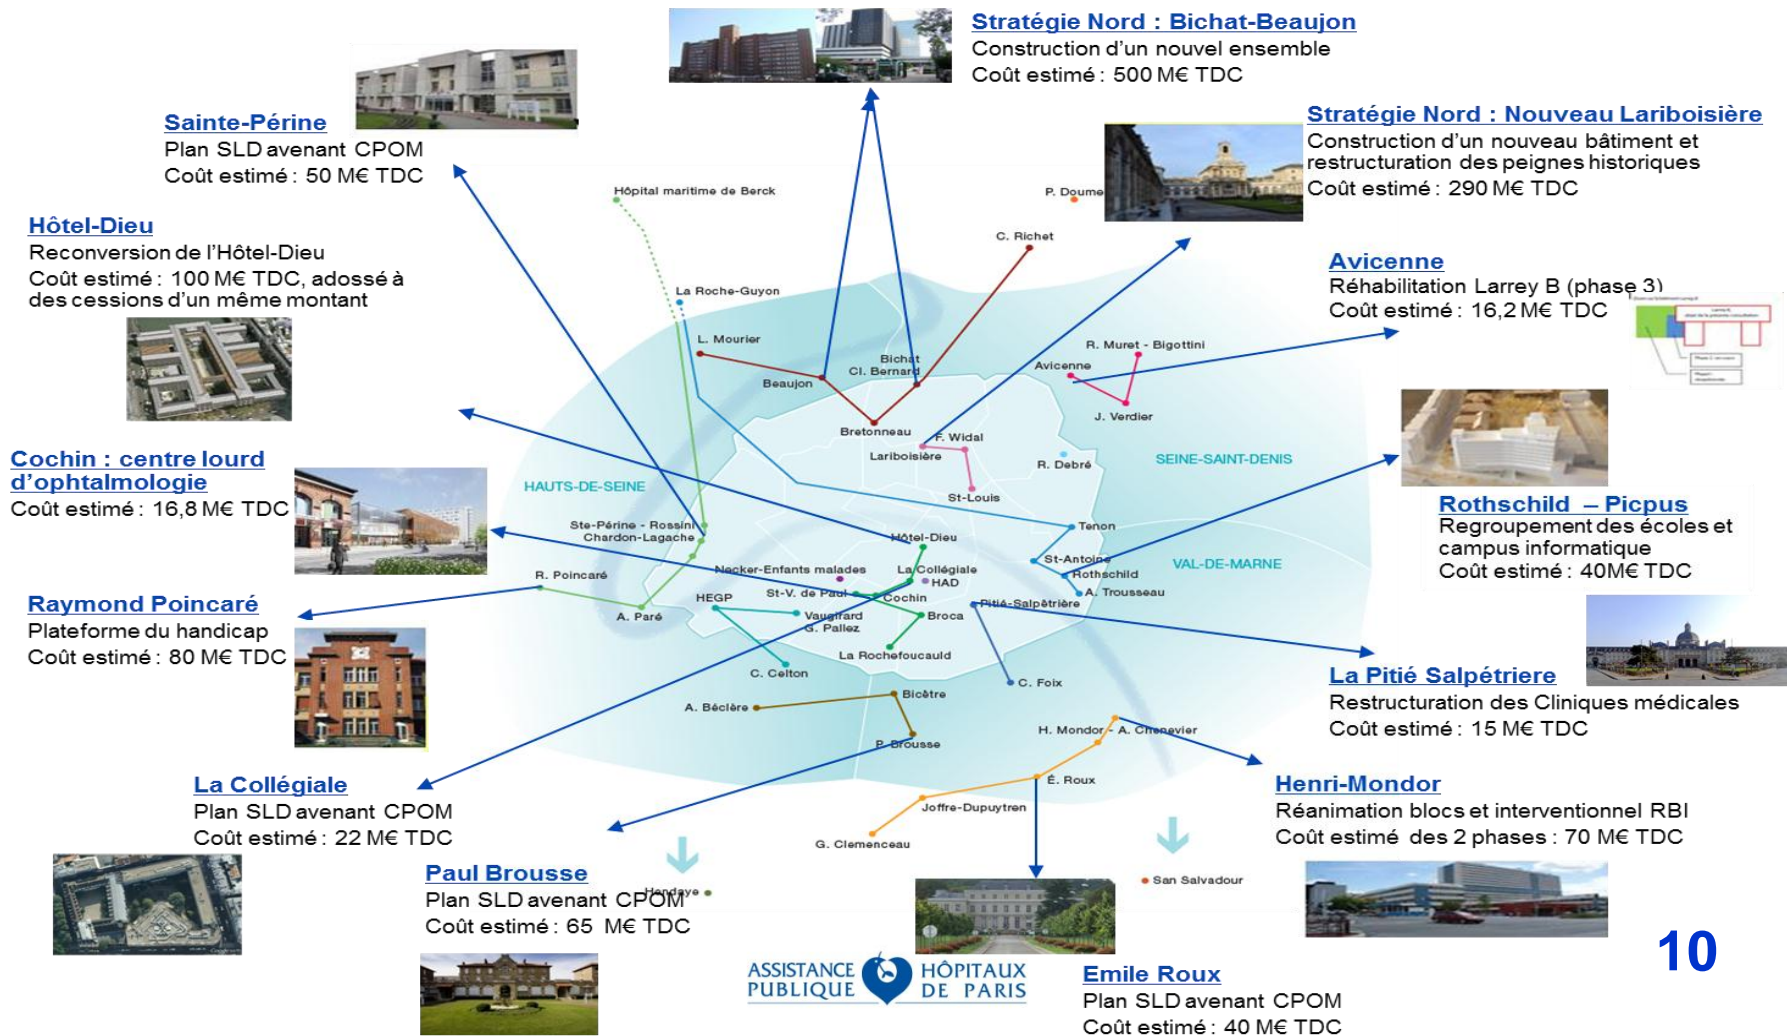 Stratégie Nord : Bichat-Beaujon
Construction d'un nouvel ensemble
Coût estimé : 500 M€ TDC
Sainte-Périne
Plan SLD avenant CPOM
Coût estimé : 50 M€ TDC
Stratégie Nord : Nouveau Lariboisière
Construction d'un nouveau bâtiment et
restructuration des peignes historiques
Coût estimé : 290 M€ TDC
Hôtel-Dieu
Reconversion de l'Hôtel-Dieu
Coût estimé : 100 M€ TDC, adossé à
des cessions d'un même montant
Avicenne
Réhabilitation Larrey B (phase 3)
Coût estimé : 16,2 M€ TDC
Cochin : centre lourd
d'ophtalmologie
Coût estimé : 16,8 M€ TDC
Rothschild – Picpus
Regroupement des écoles et
campus informatique
Coût estimé : 40M€ TDC
Raymond Poincaré
Plateforme du handicap
Coût estimé : 80 M€ TDC
La Pitié Salpétriere
Restructuration des Cliniques médicales
Coût estimé : 15 M€ TDC
La Collégiale
Plan SLD avenant CPOM
Coût estimé : 22 M€ TDC
Henri-Mondor
Réanimation blocs et interventionnel RBI
Coût estimé des 2 phases : 70 M€ TDC
Paul Brousse
Plan SLD avenant CPOM
Coût estimé : 65 M€ TDC
Emile Roux
Plan SLD avenant CPOM
Coût estimé : 40 M€ TDC
Hôpital maritime de Berck
P. Doume
C. Richet
La Roche-Guyon
L. Mourier
Beaujon
Bichat
Cl. Bernard
Bretonneau
Avicenne
R. Muret - Bigottini
J. Verdier
F. Widal
Lariboisière
St-Louis
R. Debré
SEINE-SAINT-DENIS
HAUTS-DE-SEINE
VAL-DE-MARNE
Ste-Périne - Rossini
Chardon-Lagache
Hôtel-Dieu
Tenon
St-Antoine
Rothschild
A. Trousseau
Necker-Enfants malades
La Collégiale
HAD
R. Poincaré
A. Paré
HEGP
St-V. de Paul
Cochin
Vaugirard
G. Pallez
Broca
Pitié-Salpêtrière
La Rochefoucauld
C. Celton
C. Foix
A. Béclère
Bicêtre
P. Brousse
H. Mondor - A. Chenevier
É. Roux
Joffre-Dupuytren
G. Clemenceau
Hendaye
San Salvadour
ASSISTANCE
PUBLIQUE
HÔPITAUX
DE PARIS
10